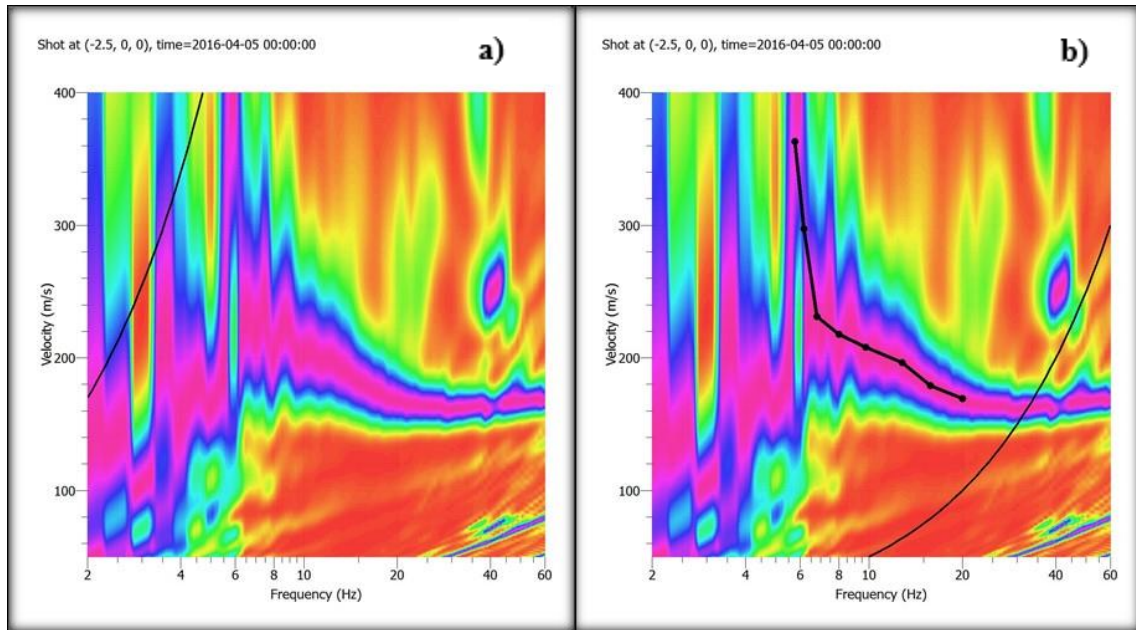 Shot at (-2.5, 0, 0), time=2016-04-05 00:00:00
a)
400
300
200
100
Velocity (m/s)
2 4 6 8 10 20 40 60
Frequency (Hz)
Shot at (-2.5, 0, 0), time=2016-04-05 00:00:00
b)
400
300
200
100
Velocity (m/s)
2 4 6 8 10 20 40 60
Frequency (Hz)